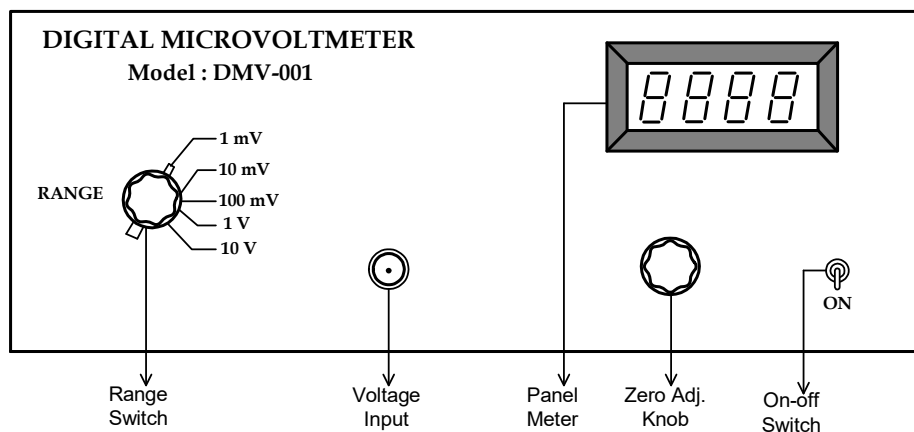 DIGITAL MICROVOLTMETER
Model : DMV-001
1 mV
10 mV
RANGE
100 mV
1 V
10 V
8888
ON
Range
Switch
Voltage
Input
Panel
Meter
Zero Adj.
Knob
On-off
Switch